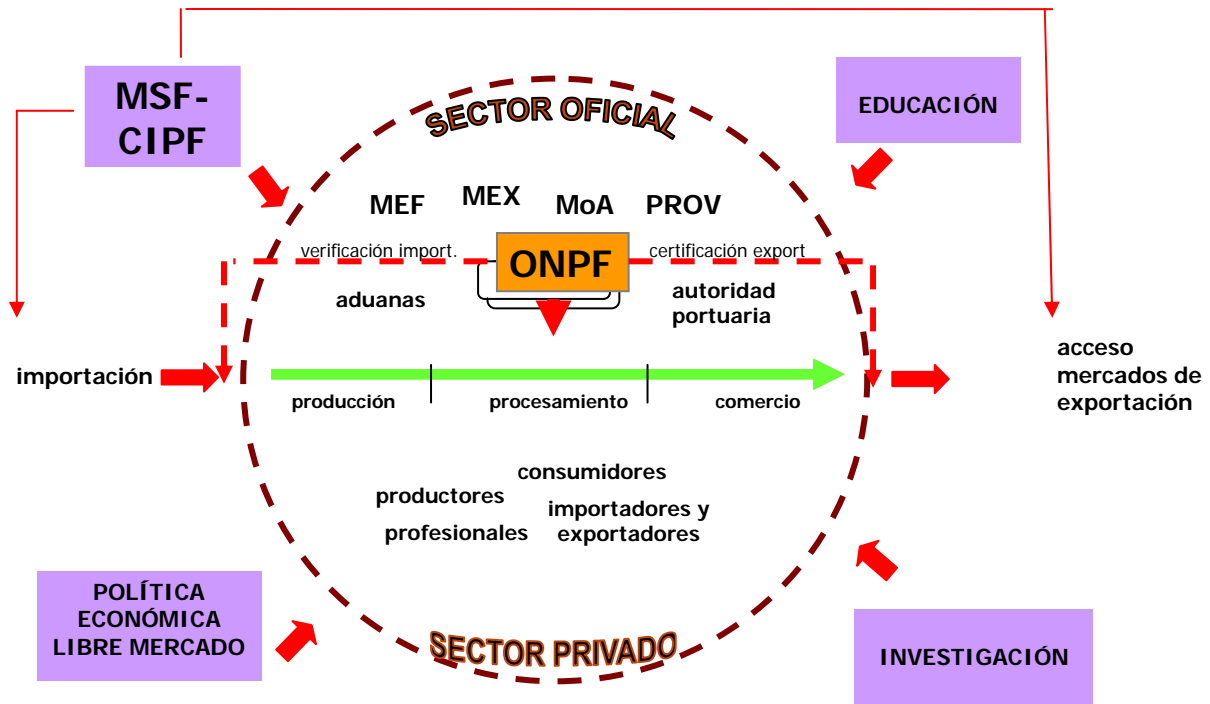 MSF-
CIPF
EDUCACIÓN
SECTOR OFICIAL
MEF
MEX
MoA
PROV
verificación import.
ONPF
certificación export
aduanas
autoridad
portuaria
importación
acceso
mercados de
exportación
producción
procesamiento
comercio
consumidores
productores
importadores y
profesionales
exportadores
POLÍTICA
ECONÓMICA
LIBRE MERCADO
SECTOR PRIVADO
INVESTIGACIÓN